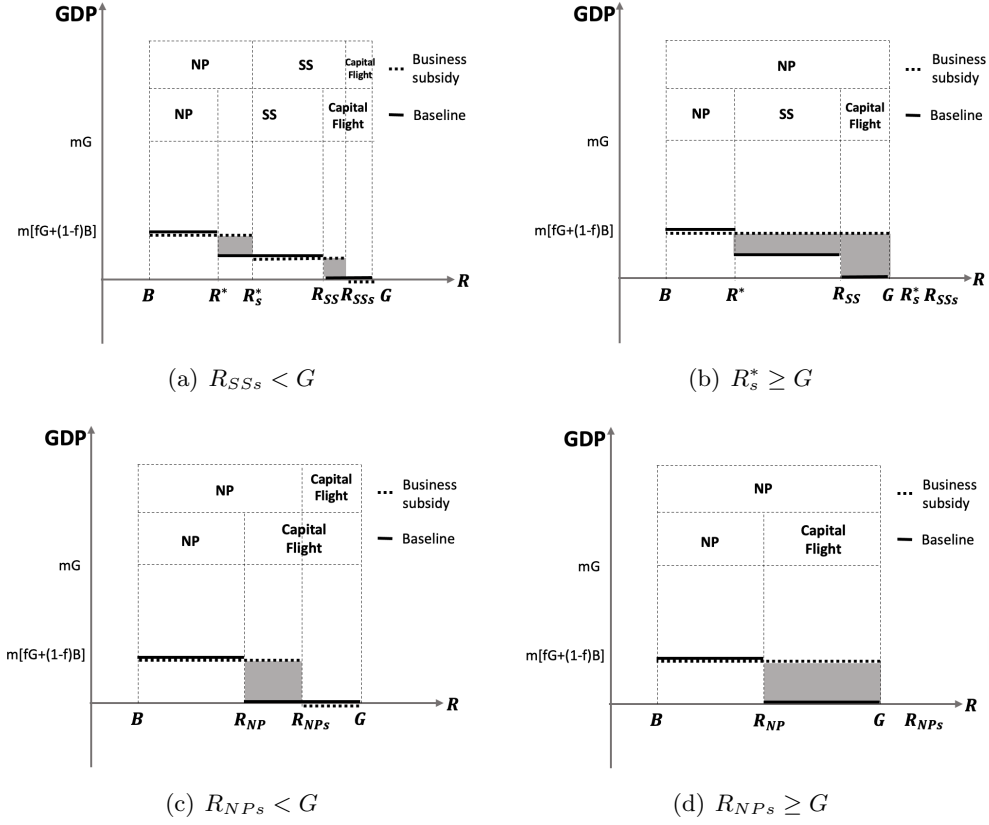 GDP
NP SS Capital Flight
Business subsidy
NP SS Capital Flight
Baseline
mG
m[fG+(1-f)B]
R
B R* R*s RSS RSSs G
(a) RSSs < G
GDP
NP
Business subsidy
NP SS Capital Flight
Baseline
mG
m[fG+(1-f)B]
R
B R* RSS G R*s RSSs
(b) R*s ≥ G
GDP
NP Capital Flight
Business subsidy
NP Capital Flight
Baseline
mG
m[fG+(1-f)B]
R
B RNP RNPs G
(c) RNPs < G
GDP
NP
Business subsidy
NP Capital Flight
Baseline
mG
m[fG+(1-f)B]
R
B RNP G RNPs
(d) RNPs ≥ G